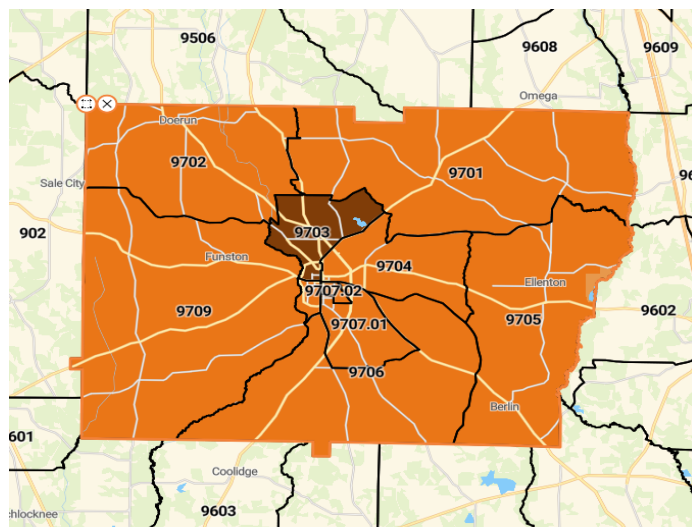 9506
9608
9609
Omega
Doerun
9702
9701
96
Sale City
902
9703
Funston
9704
Ellenton
9707.02
9709
9707.01
9705
9602
9706
Berlin
601
Coolidge
9603
chlocknee